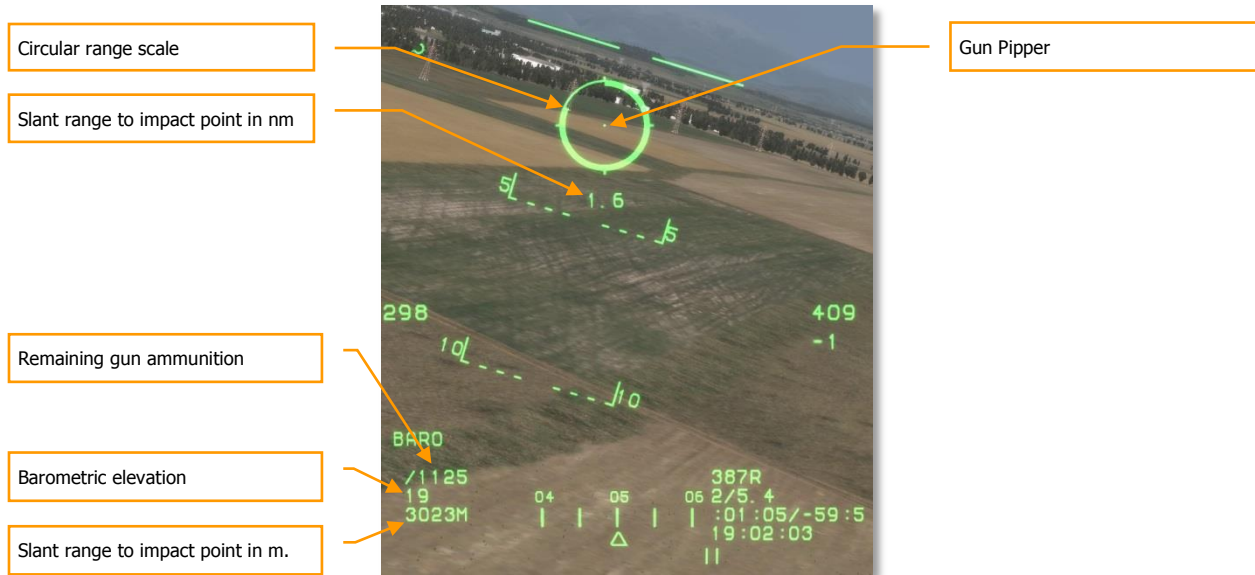 Circular range scale
Gun Pipper
Slant range to impact point in nm
1.6
5 5
298
409
-1
Remaining gun ammunition
10 10
BARO
/1125
387R
Barometric elevation
19
04 05 06
2/5.4
3023M
:01:05/-59:5
19:02:03
Slant range to impact point in m.